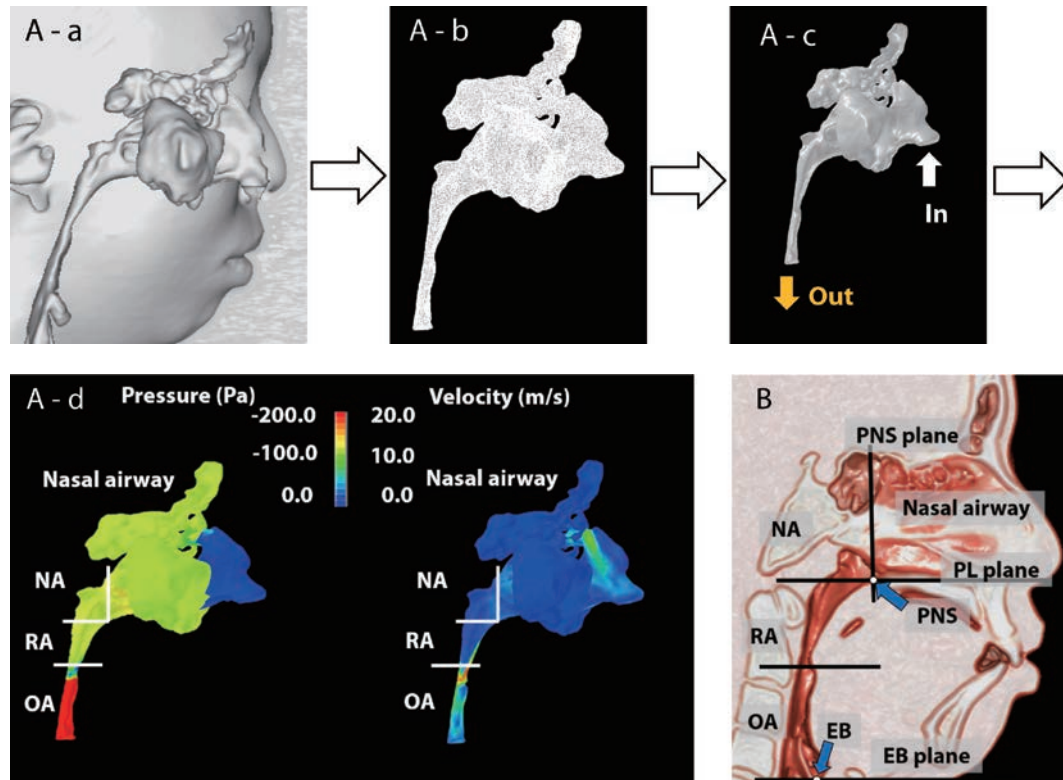 A - a
A - b
A - c
In
Out
A - d
Pressure (Pa)
-200.0
-100.0
0.0
20.0
10.0
0.0
Velocity (m/s)
Nasal airway
Nasal airway
NA
RA
OA
NA
RA
OA
B
PNS plane
Nasal airway
NA
PL plane
PNS
RA
OA
EB
EB plane